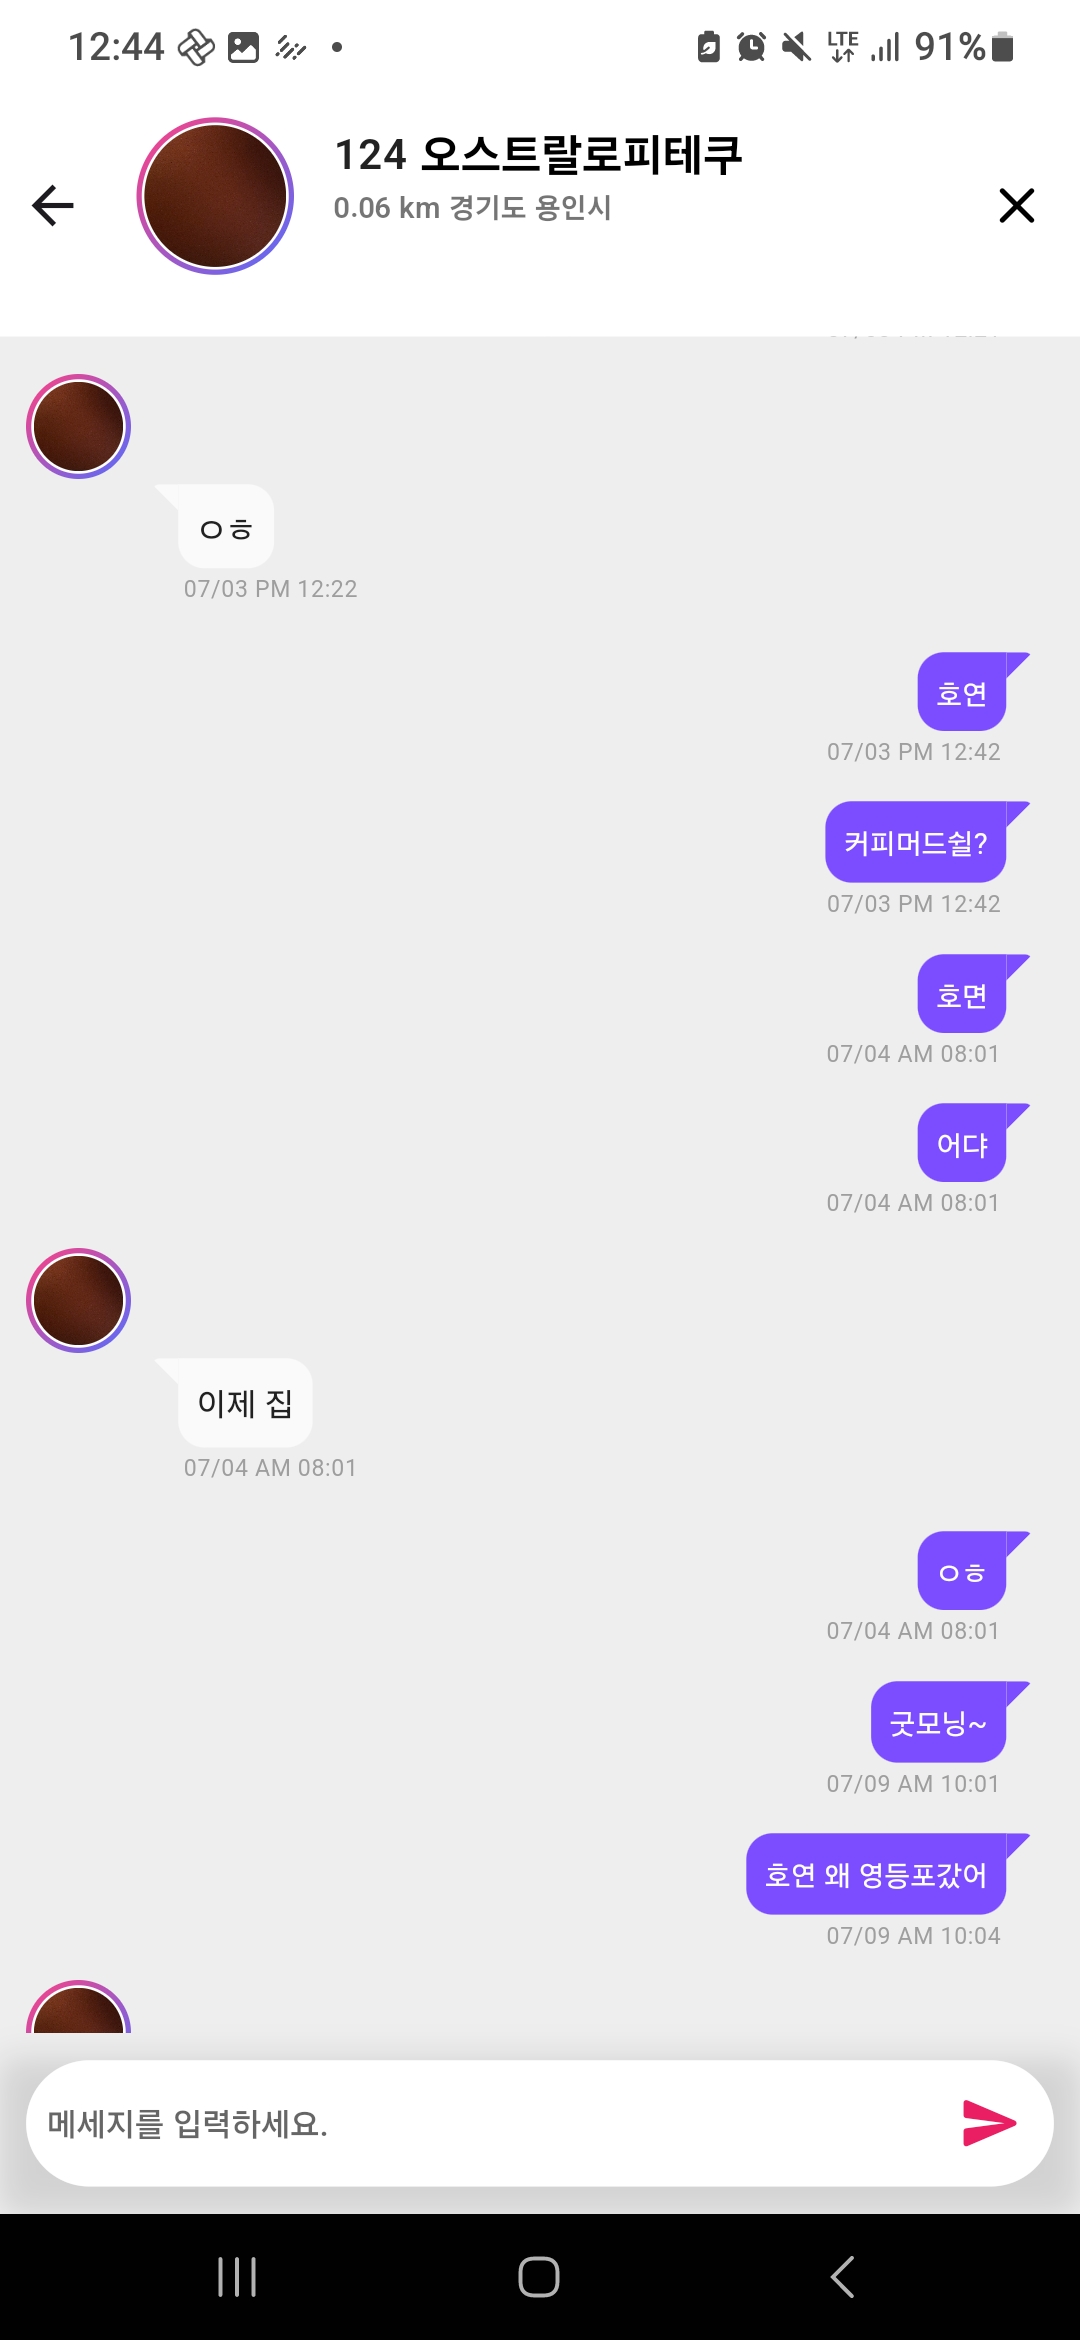 12:44 LTE 91%
124 오스트랄로피테쿠
0.06 km 경기도 용인시
ㅇㅎ
07/03 PM 12:22
호연
07/03 PM 12:42
커피머드쉴?
07/03 PM 12:42
호면
07/04 AM 08:01
어댜
07/04 AM 08:01
이제 집
07/04 AM 08:01
ㅇㅎ
07/04 AM 08:01
굿모닝~
07/09 AM 10:01
호연 왜 영등포갔어
07/09 AM 10:04
메세지를 입력하세요.